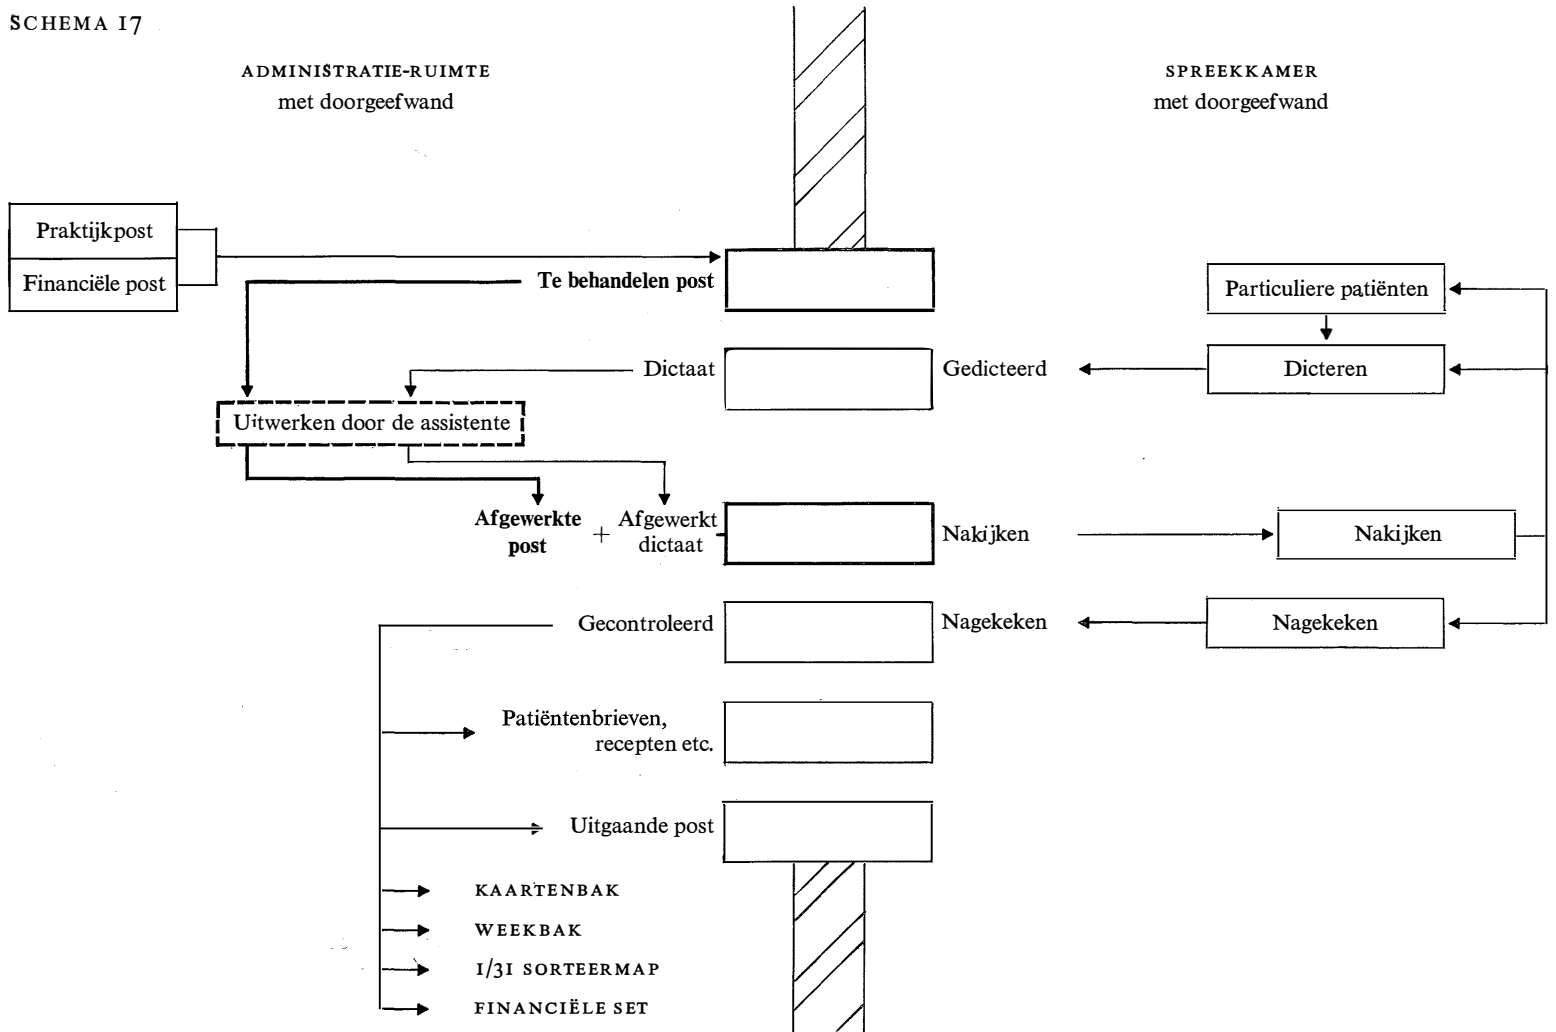 SCHEMA 17
ADMINISTRATIE-RUIMTE
met doorgeefwand
SPREEKKAMER
met doorgeefwand
Praktijkpost
Financiële post
Te behandelen post
Particuliere patiënten
Dictaat
Gedicteerd
Dicteren
Uitwerken door de assistente
Afgewerkte
post
+
Afgewerkt
dictaat
Nakijken
Nakijken
Gecontroleerd
Nagekeken
Nagekeken
Patiëntenbrieven,
recepten etc.
Uitgaande post
KAARTENBAK
WEEKBAK
1/31 SORTEERMAP
FINANCIËLE SET